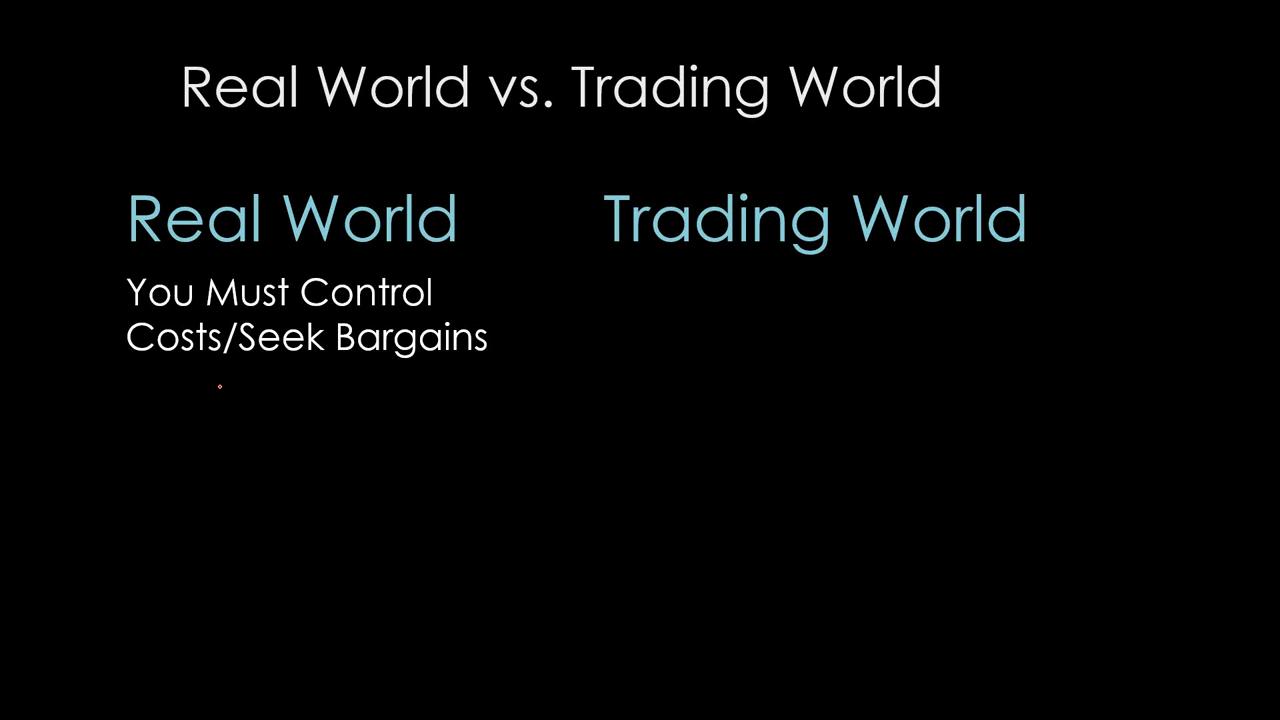 Real World vs. Trading World
Real World
Trading World
You Must Control
Costs/Seek Bargains